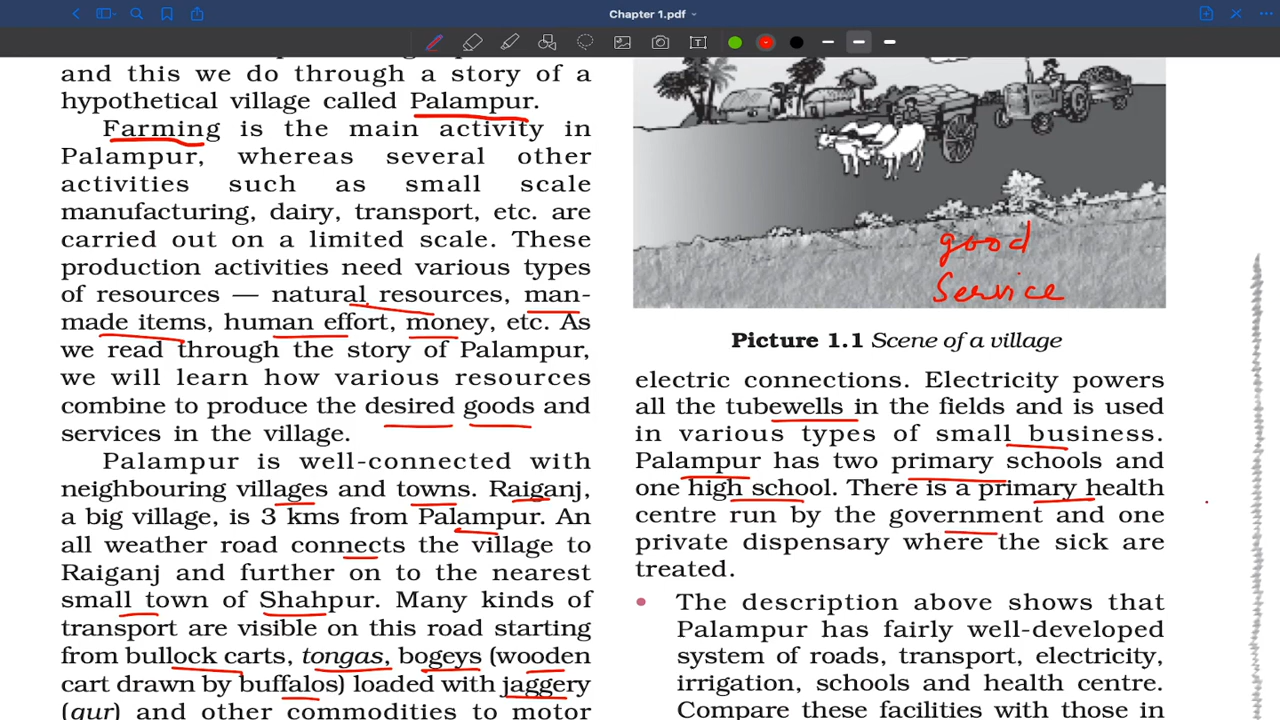 Chapter 1.pdf
and this we do through a story of a
hypothetical village called Palampur.
Farming is the main activity in
Palampur, whereas several other
activities such as small scale
manufacturing, dairy, transport, etc. are
carried out on a limited scale. These
production activities need various types
of resources — natural resources, man-
made items, human effort, money, etc. As
we read through the story of Palampur,
we will learn how various resources
combine to produce the desired goods and
services in the village.
Palampur is well-connected with
neighbouring villages and towns. Raiganj,
a big village, is 3 kms from Palampur. An
all weather road connects the village to
Raiganj and further on to the nearest
small town of Shahpur. Many kinds of
transport are visible on this road starting
from bullock carts, tongas, bogeys (wooden
cart drawn by buffalos) loaded with jaggery
(gur) and other commodities to motor
good
Service
Picture 1.1 Scene of a village
electric connections. Electricity powers
all the tubewells in the fields and is used
in various types of small business.
Palampur has two primary schools and
one high school. There is a primary health
centre run by the government and one
private dispensary where the sick are
treated.
• The description above shows that
Palampur has fairly well-developed
system of roads, transport, electricity,
irrigation, schools and health centre.
Compare these facilities with those in